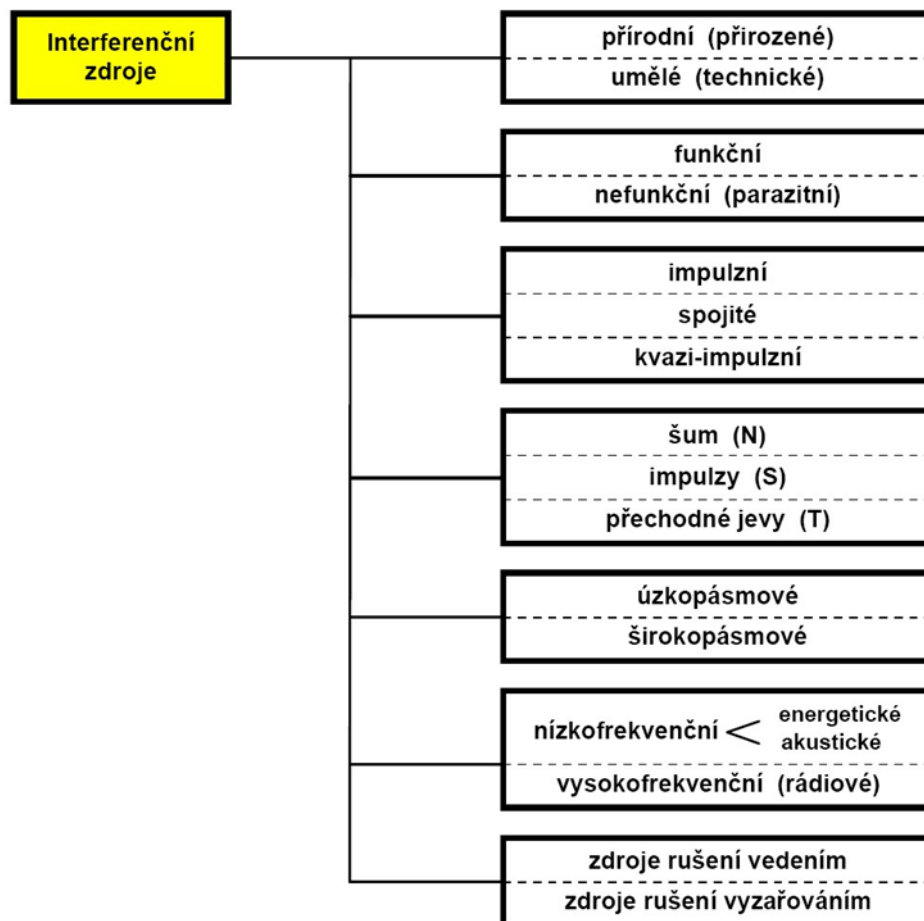 Interferenční
zdroje
přírodní (přirozené)
umělé (technické)
funkční
nefunkční (parazitní)
impulzní
spojité
kvazi-impulzní
šum (N)
impulzy (S)
přechodné jevy (T)
úzkopásmové
širokopásmové
nízkofrekvenční
energetické
akustické
vysokofrekvenční (rádiové)
zdroje rušení vedením
zdroje rušení vyzařováním